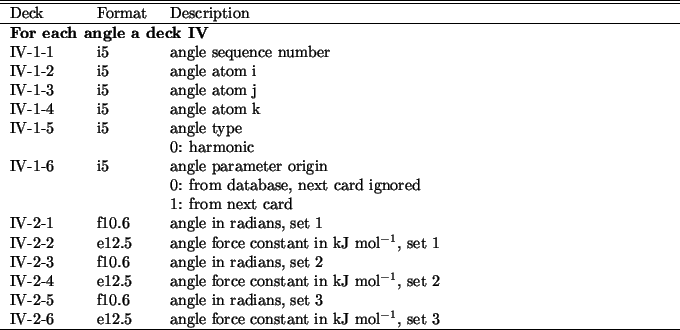 Deck Format Description
For each angle a deck IV
IV-1-1 i5 angle sequence number
IV-1-2 i5 angle atom i
IV-1-3 i5 angle atom j
IV-1-4 i5 angle atom k
IV-1-5 i5 angle type
0: harmonic
IV-1-6 i5 angle parameter origin
0: from database, next card ignored
1: from next card
IV-2-1 f10.6 angle in radians, set 1
IV-2-2 e12.5 angle force constant in kJ mol⁻¹, set 1
IV-2-3 f10.6 angle in radians, set 2
IV-2-4 e12.5 angle force constant in kJ mol⁻¹, set 2
IV-2-5 f10.6 angle in radians, set 3
IV-2-6 e12.5 angle force constant in kJ mol⁻¹, set 3